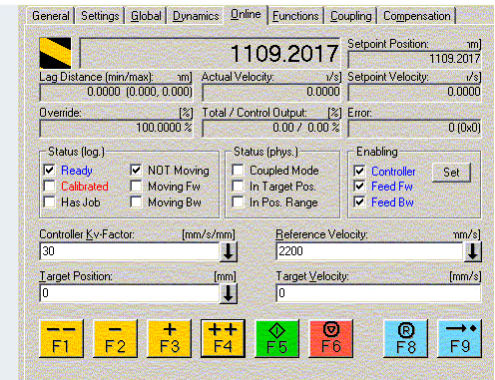 General Settings Global Dynamics Online Functions Coupling Compensation
1109.2017
Setpoint Position: nm]
1109.2017
Lag Distance (min/max): nm] Actual Velocity: ı/s] Setpoint Velocity: ı/s]
0.0000 (0.000, 0.000) 0.0000 0.0000
Override: [%] Total / Control Output: [%] Error:
100.0000 % 0.00 / 0.00 % 0 (0x0)
Status (log.) Status (phys.) Enabling
Ready NOT Moving Coupled Mode Controller Set
Calibrated Moving Fw In Target Pos. Feed Fw
Has Job Moving Bw In Pos. Range Feed Bw
Controller Kv-Factor: [mm/s/mm] Reference Velocity: nm/s]
30 2200
Target Position: [mm] Target Velocity: [mm/s]
0 0
-- - + ++ R
F1 F2 F3 F4 F5 F6 F8 F9